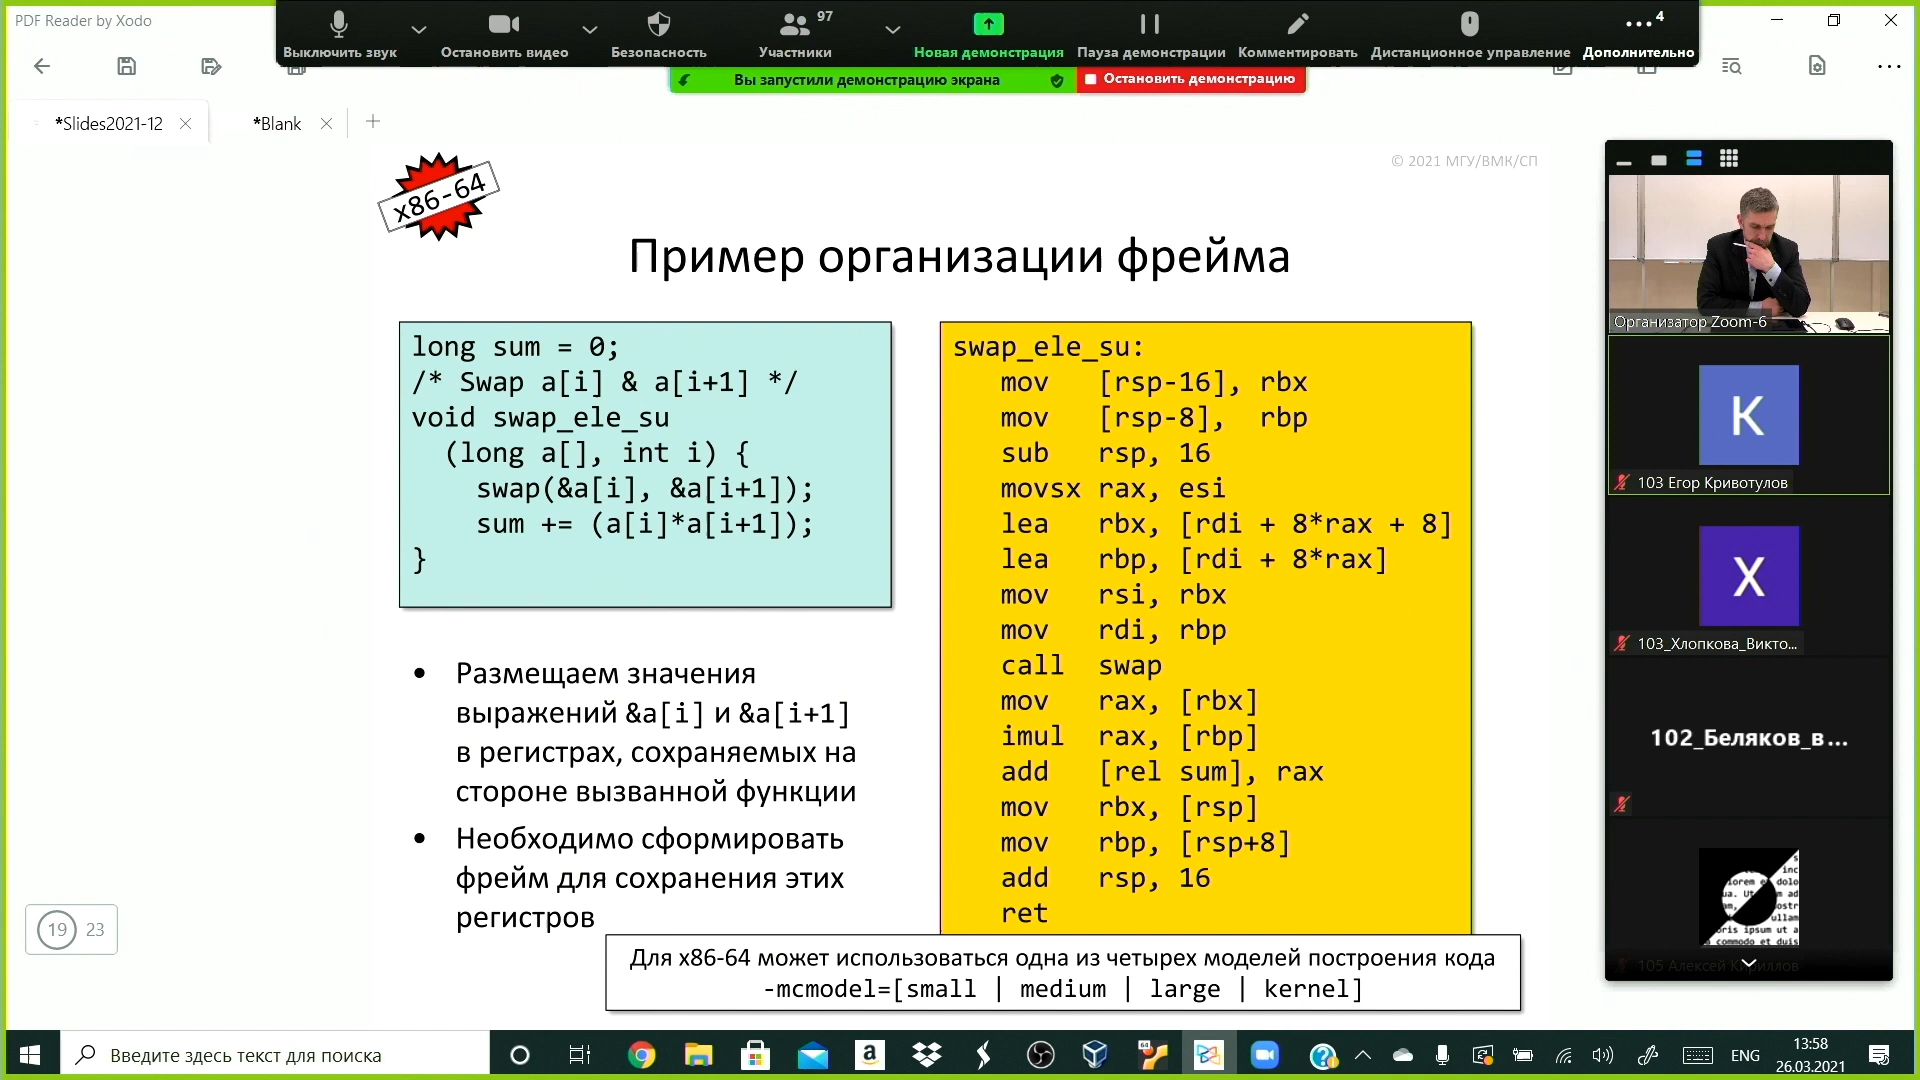 PDF Reader by Xodo
Выключить звук
Остановить видео
Безопасность
97
Участники
Новая демонстрация
Пауза демонстрации
Комментировать
Дистанционное управление
4
Дополнительно
Вы запустили демонстрацию экрана
Остановить демонстрацию
*Slides2021-12
*Blank
© 2021 МГУ/ВМК/СП
x86-64
Пример организации фрейма
long sum = 0;
/* Swap a[i] & a[i+1] */
void swap_ele_su
(long a[], int i) {
swap(&a[i], &a[i+1]);
sum += (a[i]*a[i+1]);
}
• Размещаем значения
выражений &a[i] и &a[i+1]
в регистрах, сохраняемых на
стороне вызванной функции
• Необходимо сформировать
фрейм для сохранения этих
регистров
swap_ele_su:
mov [rsp-16], rbx
mov [rsp-8], rbp
sub rsp, 16
movsx rax, esi
lea rbx, [rdi + 8*rax + 8]
lea rbp, [rdi + 8*rax]
mov rsi, rbx
mov rdi, rbp
call swap
mov rax, [rbx]
imul rax, [rbp]
add [rel sum], rax
mov rbx, [rsp]
mov rbp, [rsp+8]
add rsp, 16
ret
Для x86-64 может использоваться одна из четырех моделей построения кода
-mcmodel=[small | medium | large | kernel]
19 23
Организатор Zoom-6
К
103 Егор Кривотулов
Х
103_Хлопкова_Викто...
102_Беляков_в...
105 Алексей Кириллов
Введите здесь текст для поиска
ENG
13:58
26.03.2021